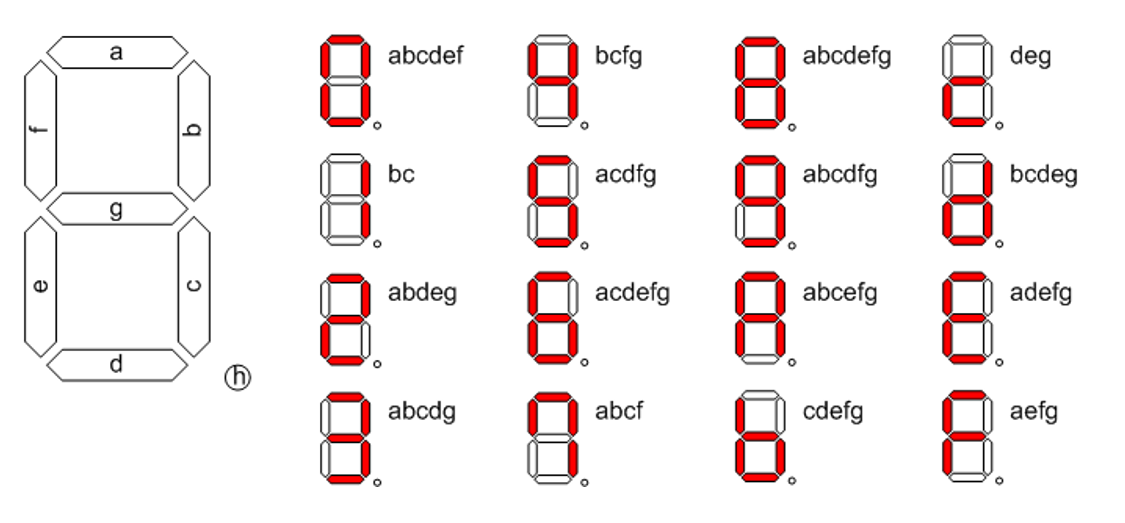 a
f
b
g
e
c
d
h
abcdef
bcfg
abcdefg
deg
bc
acdfg
abcdfg
bcdeg
abdeg
acdefg
abcefg
adefg
abcdg
abcf
cdefg
aefg